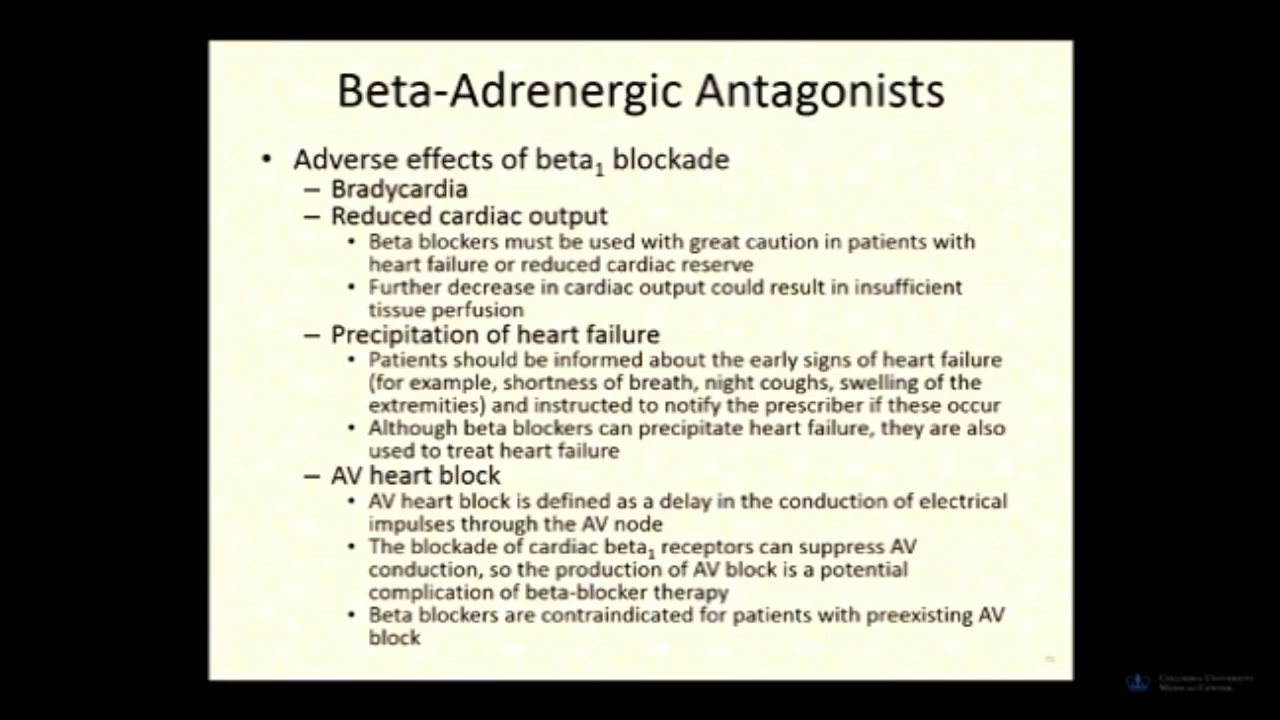 Beta-Adrenergic Antagonists
• Adverse effects of beta1 blockade
– Bradycardia
– Reduced cardiac output
• Beta blockers must be used with great caution in patients with
heart failure or reduced cardiac reserve
• Further decrease in cardiac output could result in insufficient
tissue perfusion
– Precipitation of heart failure
• Patients should be informed about the early signs of heart failure
(for example, shortness of breath, night coughs, swelling of the
extremities) and instructed to notify the prescriber if these occur
• Although beta blockers can precipitate heart failure, they are also
used to treat heart failure
– AV heart block
• AV heart block is defined as a delay in the conduction of electrical
impulses through the AV node
• The blockade of cardiac beta1 receptors can suppress AV
conduction, so the production of AV block is a potential
complication of beta-blocker therapy
• Beta blockers are contraindicated for patients with preexisting AV
block
Columbia University
Medical Center